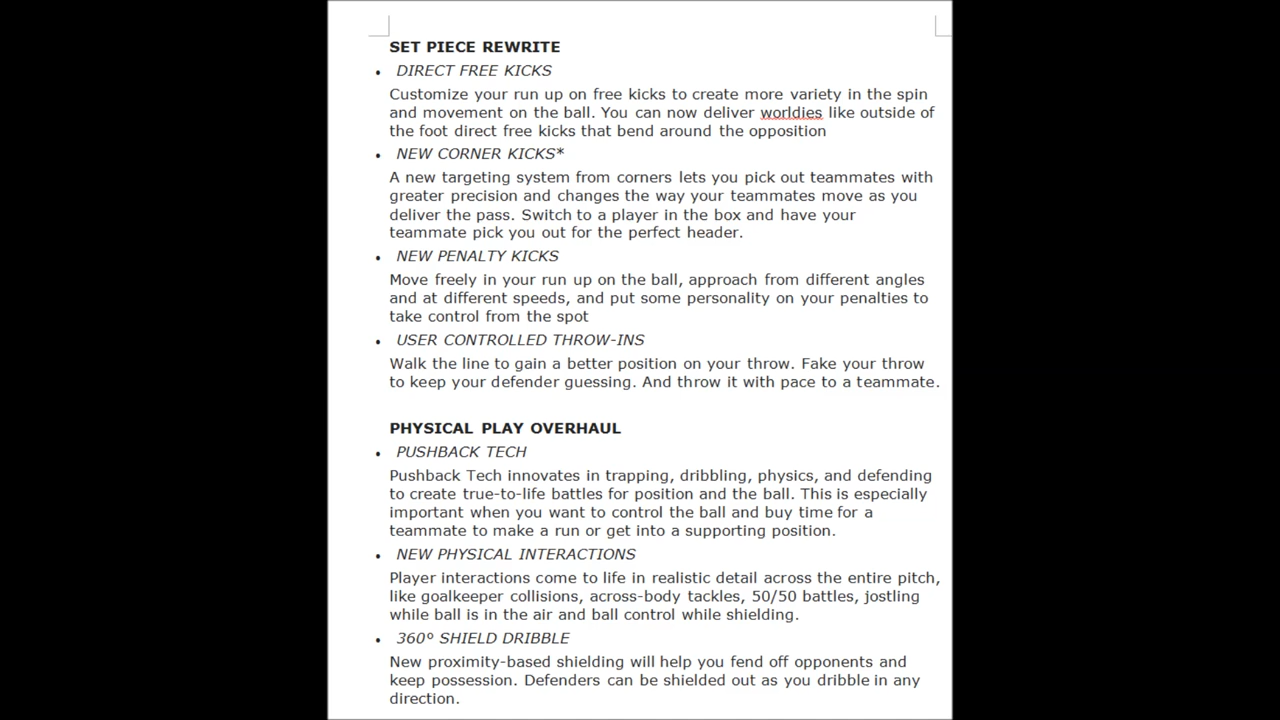 SET PIECE REWRITE
• DIRECT FREE KICKS
Customize your run up on free kicks to create more variety in the spin
and movement on the ball. You can now deliver worldies like outside of
the foot direct free kicks that bend around the opposition
• NEW CORNER KICKS*
A new targeting system from corners lets you pick out teammates with
greater precision and changes the way your teammates move as you
deliver the pass. Switch to a player in the box and have your
teammate pick you out for the perfect header.
• NEW PENALTY KICKS
Move freely in your run up on the ball, approach from different angles
and at different speeds, and put some personality on your penalties to
take control from the spot
• USER CONTROLLED THROW-INS
Walk the line to gain a better position on your throw. Fake your throw
to keep your defender guessing. And throw it with pace to a teammate.
PHYSICAL PLAY OVERHAUL
• PUSHBACK TECH
Pushback Tech innovates in trapping, dribbling, physics, and defending
to create true-to-life battles for position and the ball. This is especially
important when you want to control the ball and buy time for a
teammate to make a run or get into a supporting position.
• NEW PHYSICAL INTERACTIONS
Player interactions come to life in realistic detail across the entire pitch,
like goalkeeper collisions, across-body tackles, 50/50 battles, jostling
while ball is in the air and ball control while shielding.
• 360º SHIELD DRIBBLE
New proximity-based shielding will help you fend off opponents and
keep possession. Defenders can be shielded out as you dribble in any
direction.